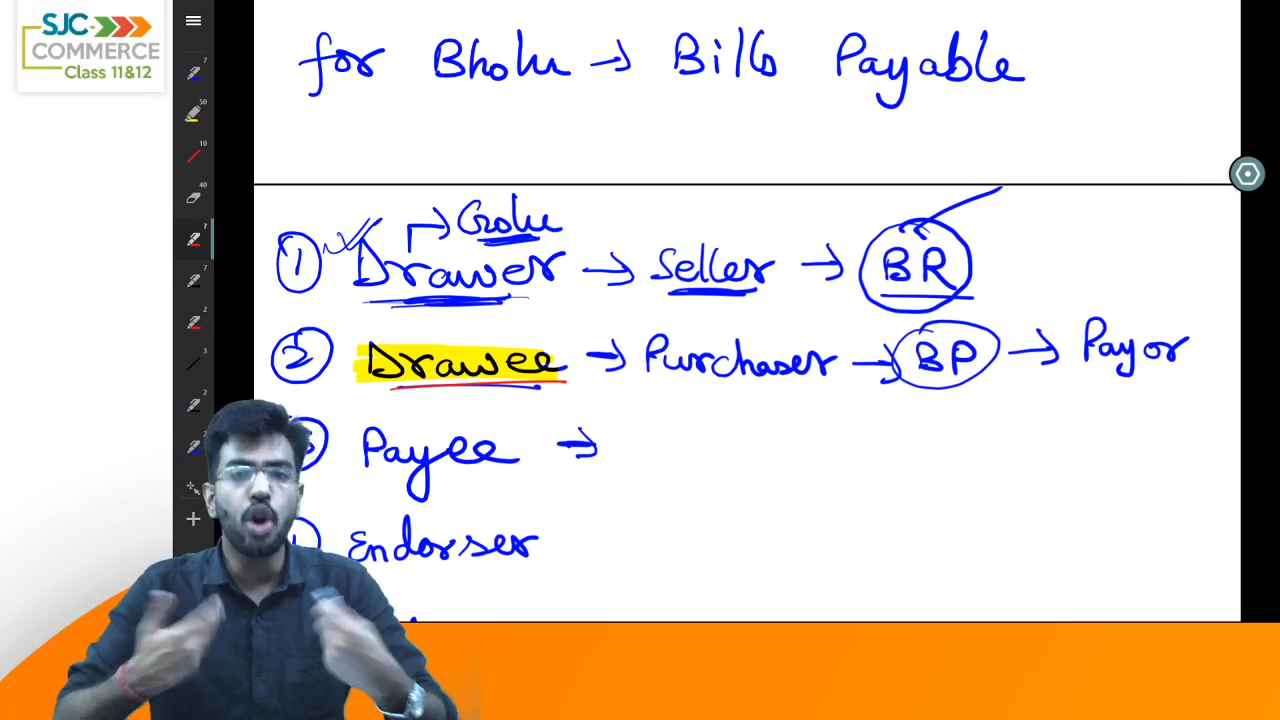 SJC
COMMERCE
Class 11&12
for Bholu → Bills Payable
→ Golu
① Drawer → Seller → BR
② Drawee → Purchaser → BP → Payor
Payee →
Endorser